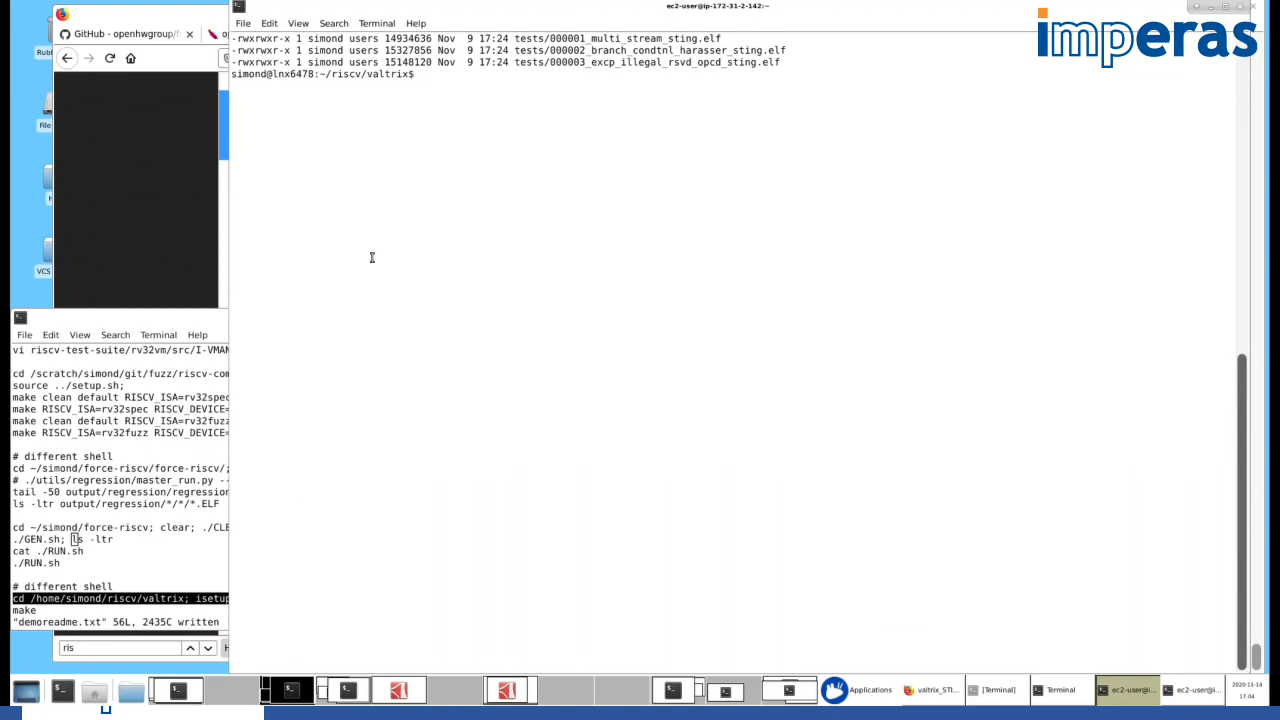 ec2-user@ip-172-31-2-142:~
File Edit View Search Terminal Help
-rwxrwxr-x 1 simond users 14934636 Nov  9 17:24 tests/000001_multi_stream_sting.elf
-rwxrwxr-x 1 simond users 15327856 Nov  9 17:24 tests/000002_branch_condtnl_harasser_sting.elf
-rwxrwxr-x 1 simond users 15148120 Nov  9 17:24 tests/000003_excp_illegal_rsvd_opcd_sting.elf
simond@lnx6478:~/riscv/valtrix$
imperas
GitHub - openhwgroup/f
Rubl
File
H
VCS
File Edit View Search Terminal Help
vi riscv-test-suite/rv32vm/src/I-VMAN
cd /scratch/simond/git/fuzz/riscv-com
source ../setup.sh;
make clean default RISCV_ISA=rv32spec
make RISCV_ISA=rv32spec RISCV_DEVICE=
make clean default RISCV_ISA=rv32fuzz
make RISCV_ISA=rv32fuzz RISCV_DEVICE=
# different shell
cd ~/simond/force-riscv/force-riscv/;
# ./utils/regression/master_run.py --
tail -50 output/regression/regression
ls -ltr output/regression/*/*/*.ELF
cd ~/simond/force-riscv; clear; ./CLE
./GEN.sh; ls -ltr
cat ./RUN.sh
./RUN.sh
# different shell
cd /home/simond/riscv/valtrix; isetup
make
"demoreadme.txt" 56L, 2435C written
ris
Applications
valtrix_STI...
[Terminal]
Terminal
ec2-user@i...
ec2-user@i...
2020-11-14
17:04